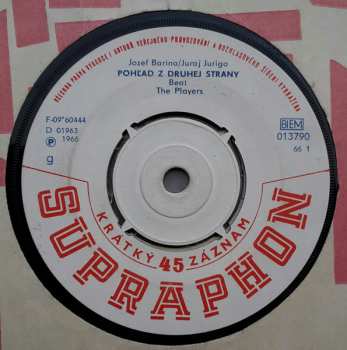 VEŠKERÁ PRÁVA VÝROBCE I AUTORŮ VEŘEJNÉHO PROVOZOVÁNÍ A ROZHLASOVÉHO ŠÍŘENÍ VYHRAZENA
Jozef Barina/Juraj Jurigo
POHĽAD Z DRUHEJ STRANY
Beat
The Players
F-09*60444
D 01963
Ⓟ 1966
g
BIEM
013790
66 1
KRÁTKÝ 45 ZÁZNAM
SUPRAPHON